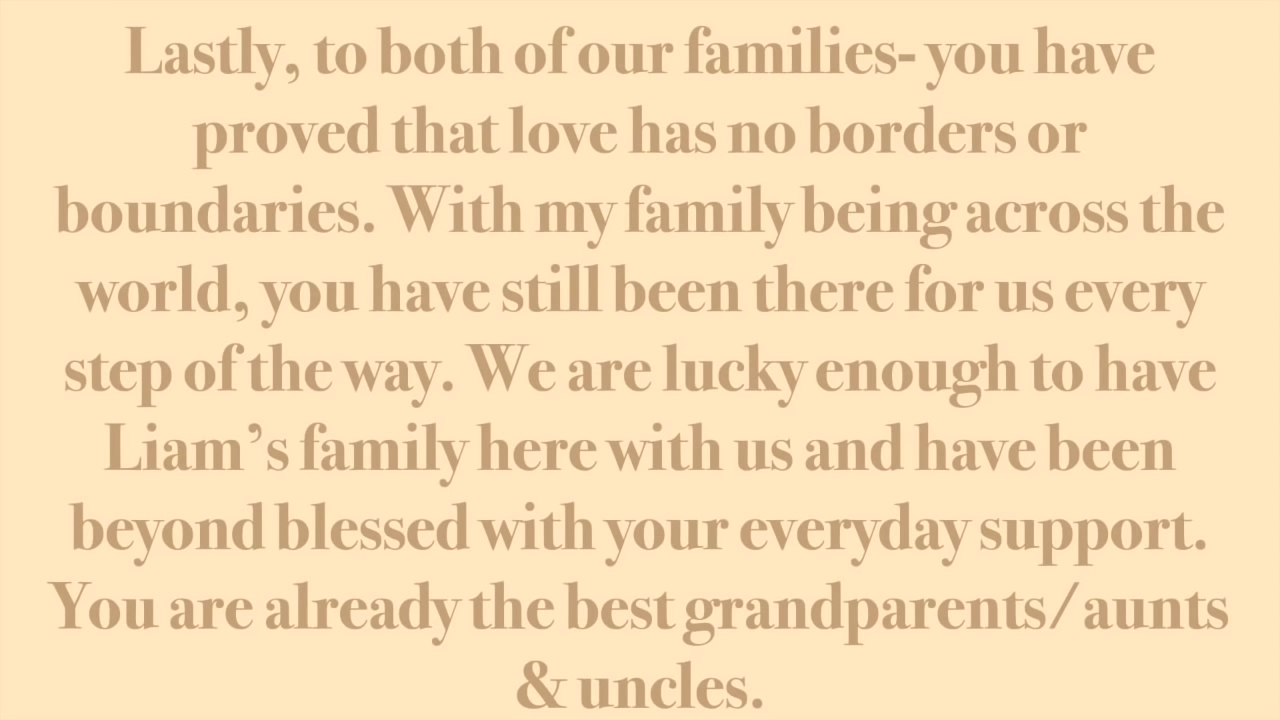 Lastly, to both of our families- you have
proved that love has no borders or
boundaries. With my family being across the
world, you have still been there for us every
step of the way. We are lucky enough to have
Liam’s family here with us and have been
beyond blessed with your everyday support.
You are already the best grandparents/aunts
& uncles.